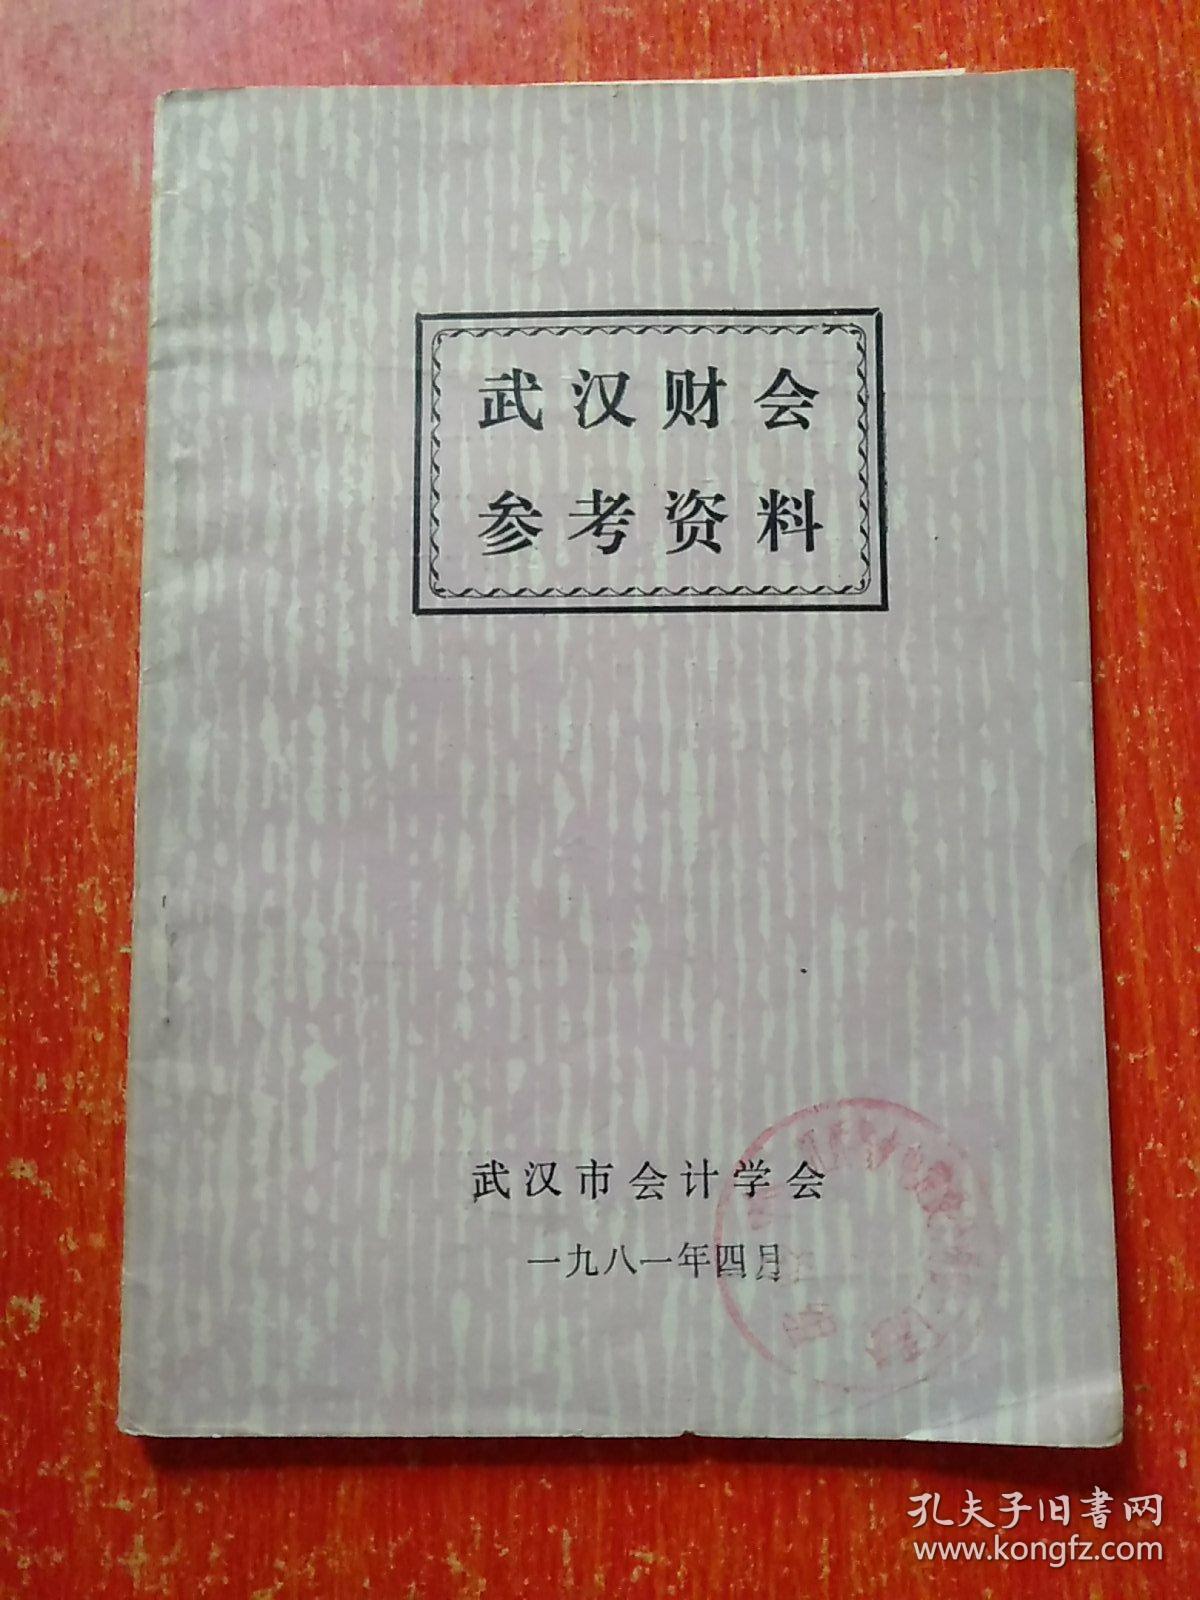 武汉财会
参考资料
武汉市会计学会
一九八一年四月
孔夫子旧書网
www.kongfz.com